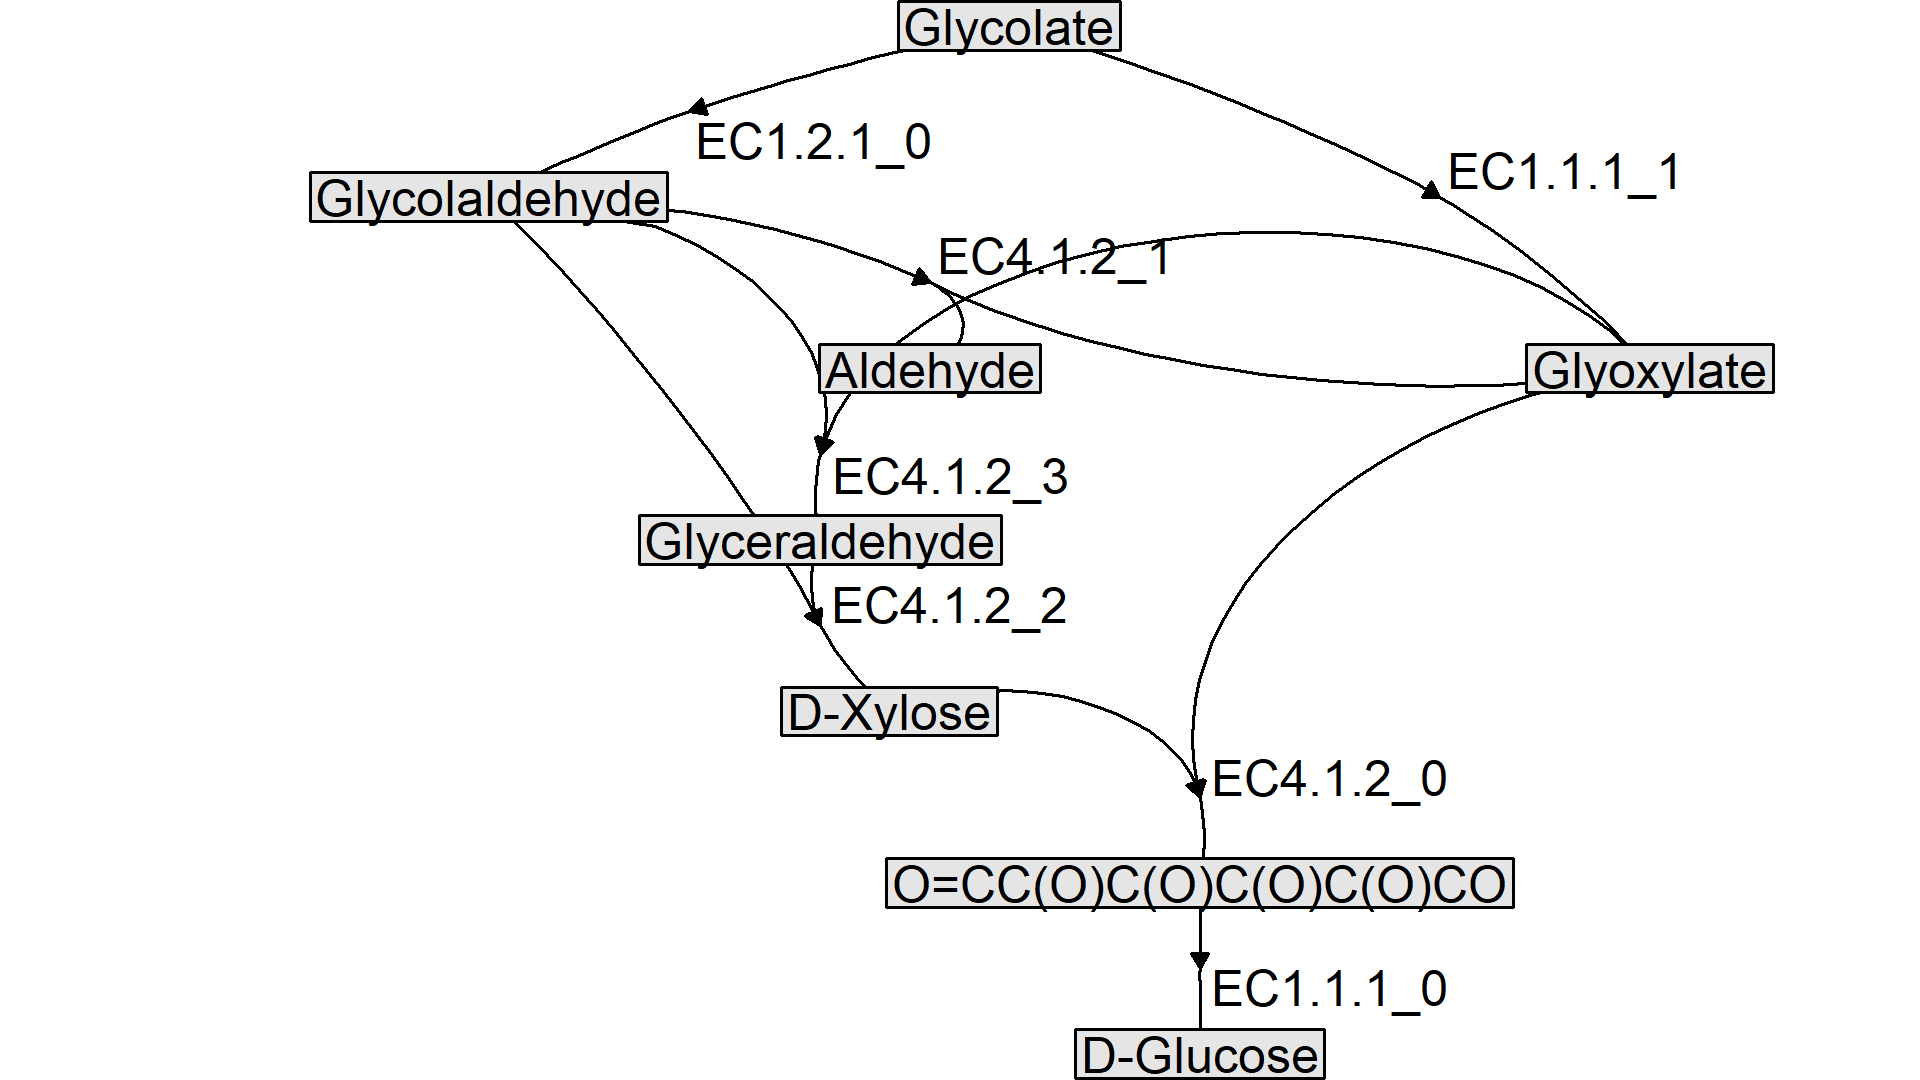 Glycolate
EC1.2.1_0
EC1.1.1_1
Glycolaldehyde
EC4.1.2_1
Aldehyde
Glyoxylate
EC4.1.2_3
Glyceraldehyde
EC4.1.2_2
D-Xylose
EC4.1.2_0
O=CC(O)C(O)C(O)C(O)CO
EC1.1.1_0
D-Glucose